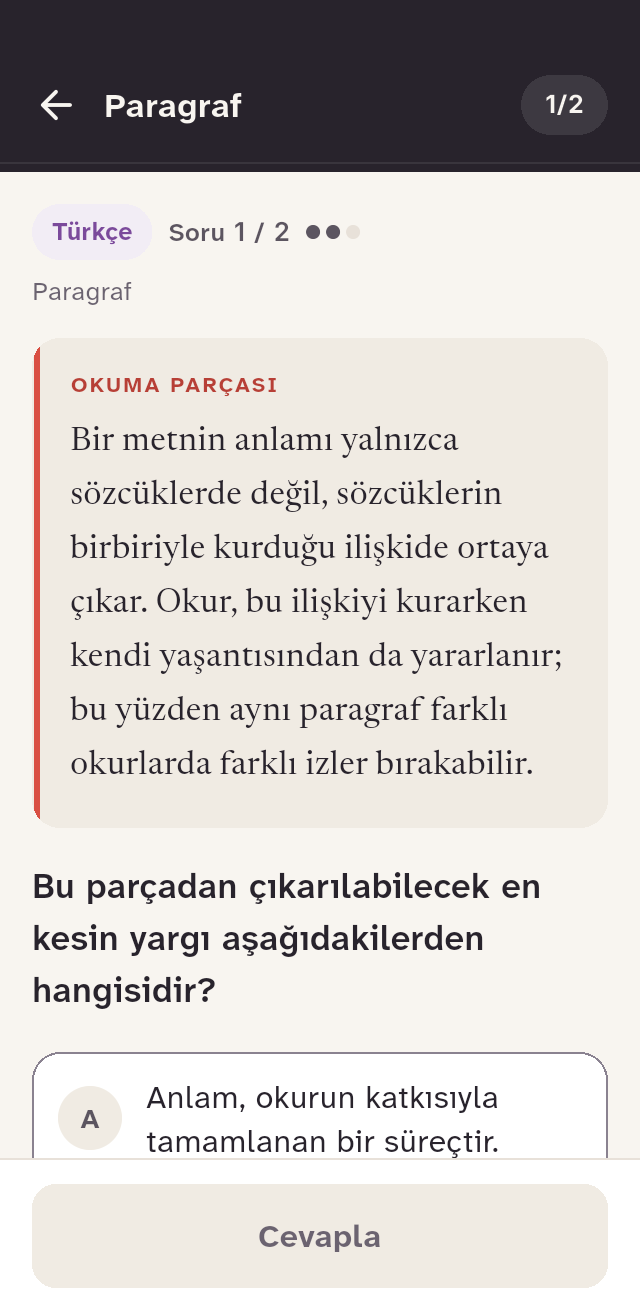 Paragraf
1/2
Türkçe
Soru 1 / 2
Paragraf
OKUMA PARÇASI
Bir metnin anlamı yalnızca
sözcüklerde değil, sözcüklerin
birbiriyle kurduğu ilişkide ortaya
çıkar. Okur, bu ilişkiyi kurarken
kendi yaşantısından da yararlanır;
bu yüzden aynı paragraf farklı
okurlarda farklı izler bırakabilir.
Bu parçadan çıkarılabilecek en
kesin yargı aşağıdakilerden
hangisidir?
A
Anlam, okurun katkısıyla
tamamlanan bir süreçtir.
Cevapla